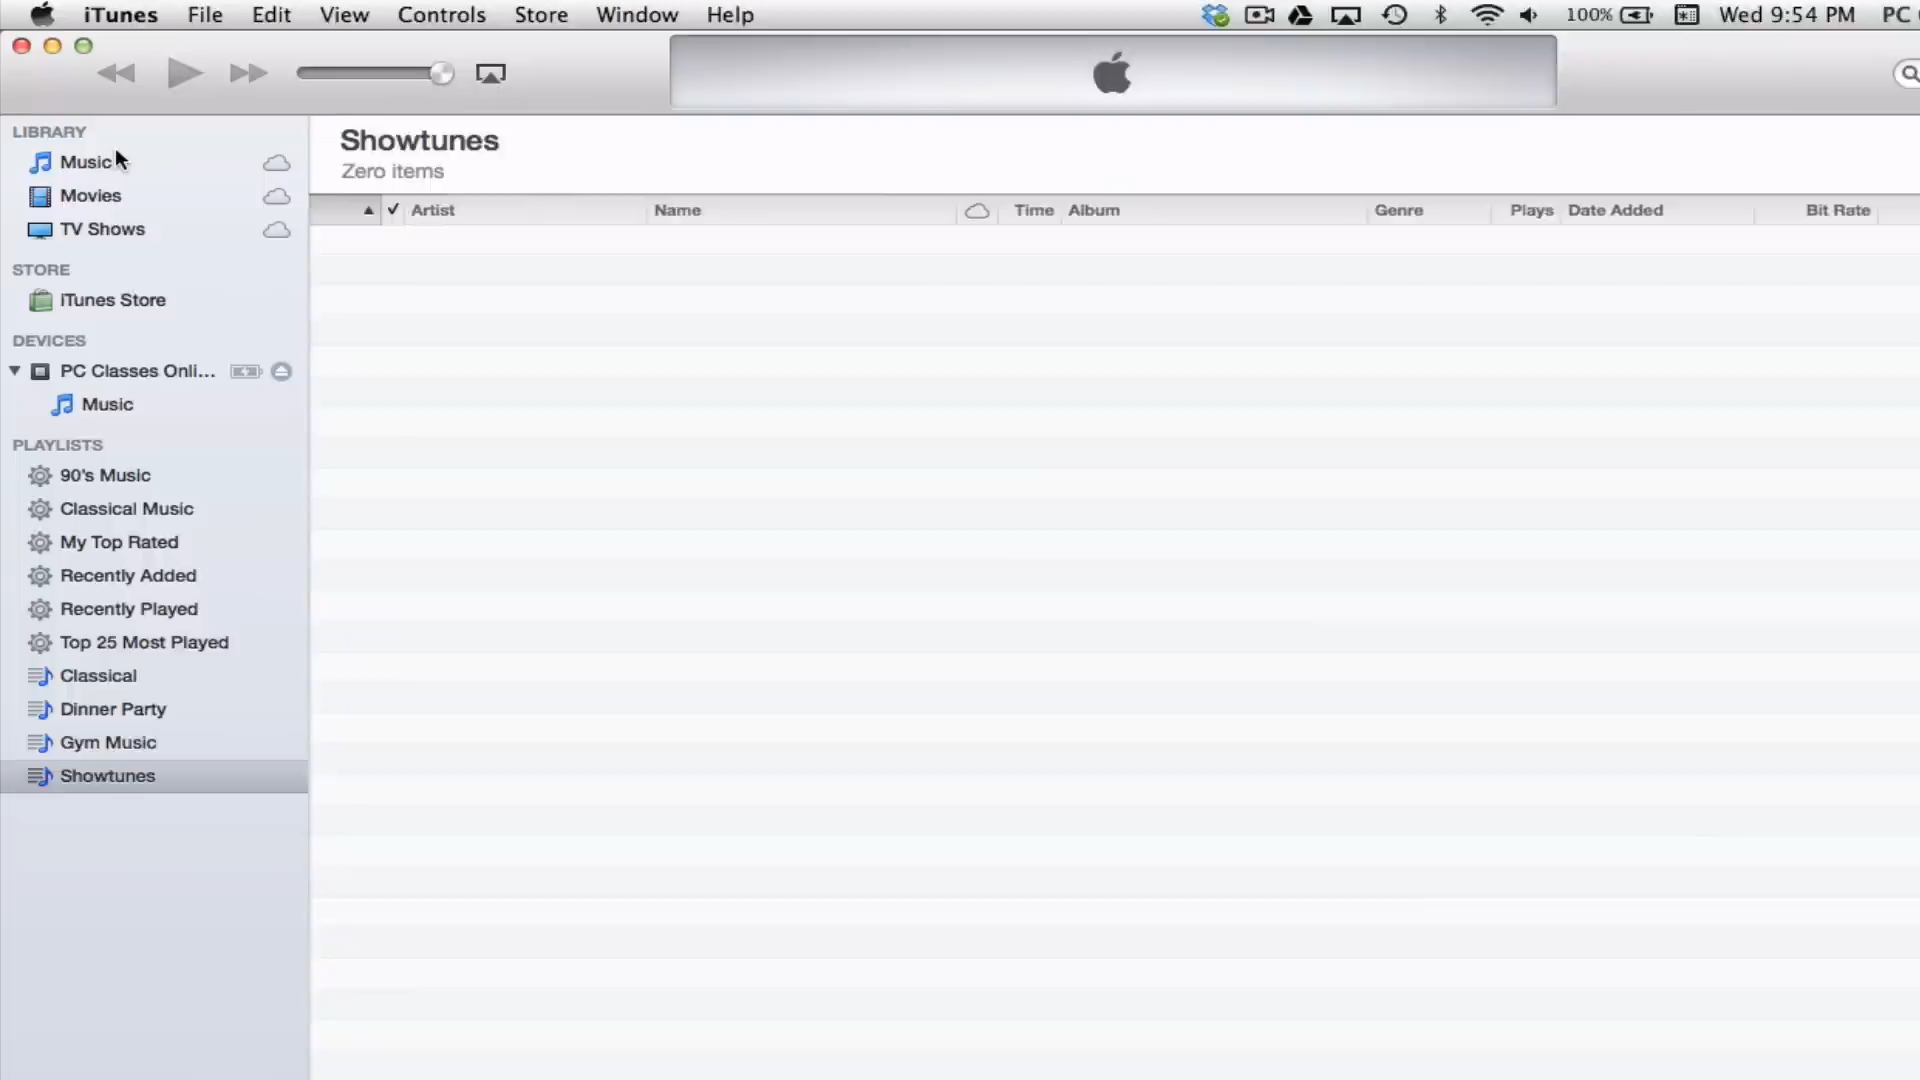 iTunes File Edit View Controls Store Window Help 100% Wed 9:54 PM PC
LIBRARY
Music
Movies
TV Shows
STORE
iTunes Store
DEVICES
PC Classes Onli...
Music
PLAYLISTS
90's Music
Classical Music
My Top Rated
Recently Added
Recently Played
Top 25 Most Played
Classical
Dinner Party
Gym Music
Showtunes
Showtunes
Zero items
Artist Name Time Album Genre Plays Date Added Bit Rate